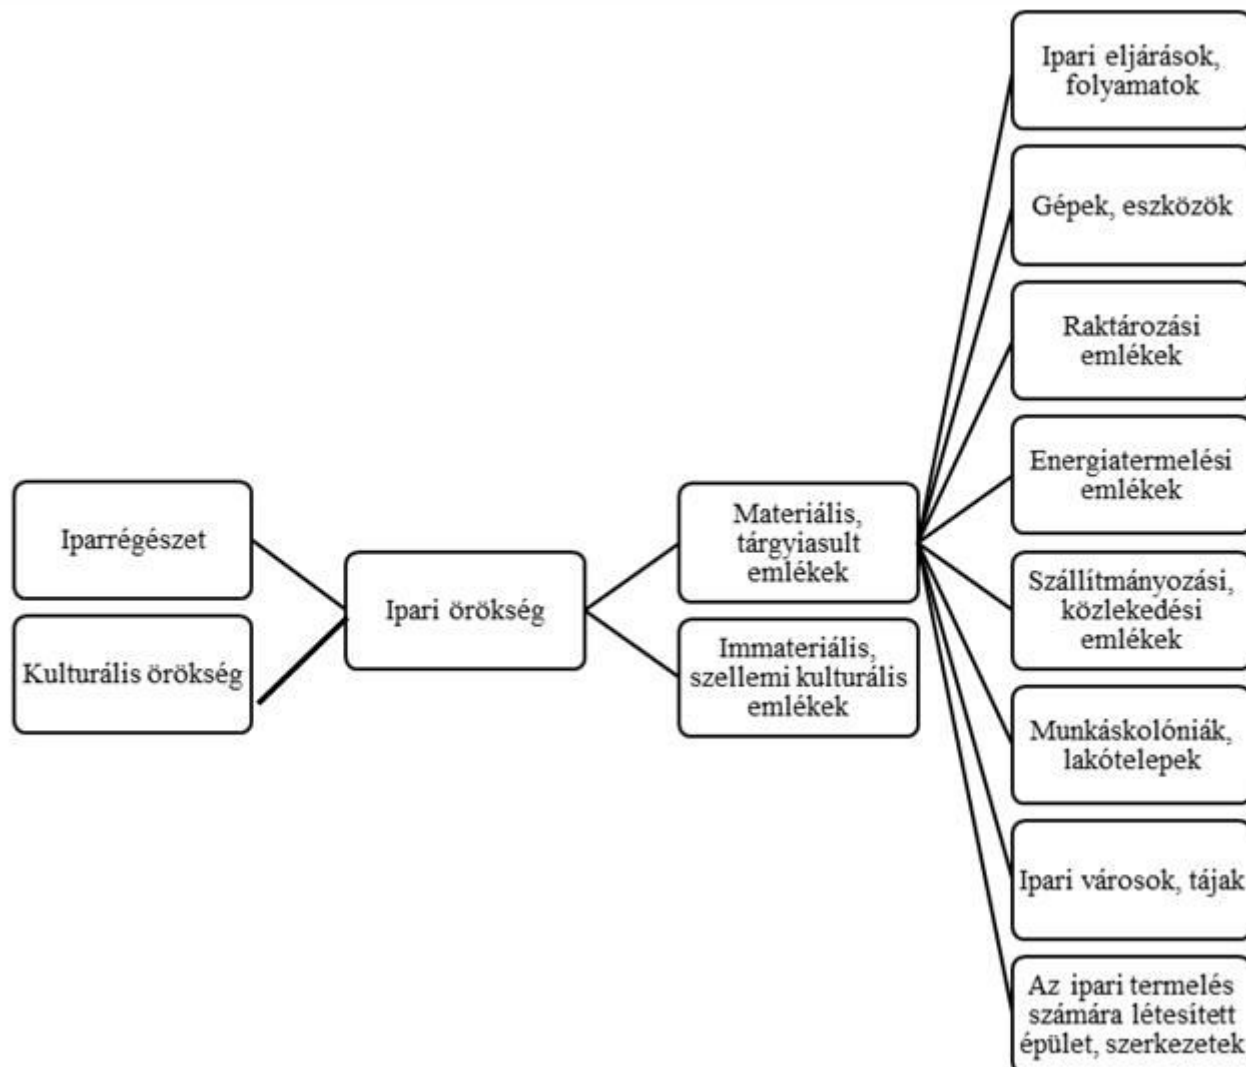 Iparrégészet
Kulturális örökség
Ipari örökség
Materiális,
tárgyiasult
emlékek
Immateriális,
szellemi kulturális
emlékek
Ipari eljárások,
folyamatok
Gépek, eszközök
Raktározási
emlékek
Energiatermelési
emlékek
Szállítmányozási,
közlekedési
emlékek
Munkáskolóniák,
lakótelepek
Ipari városok, tájak
Az ipari termelés
számára létesített
épület, szerkezetek